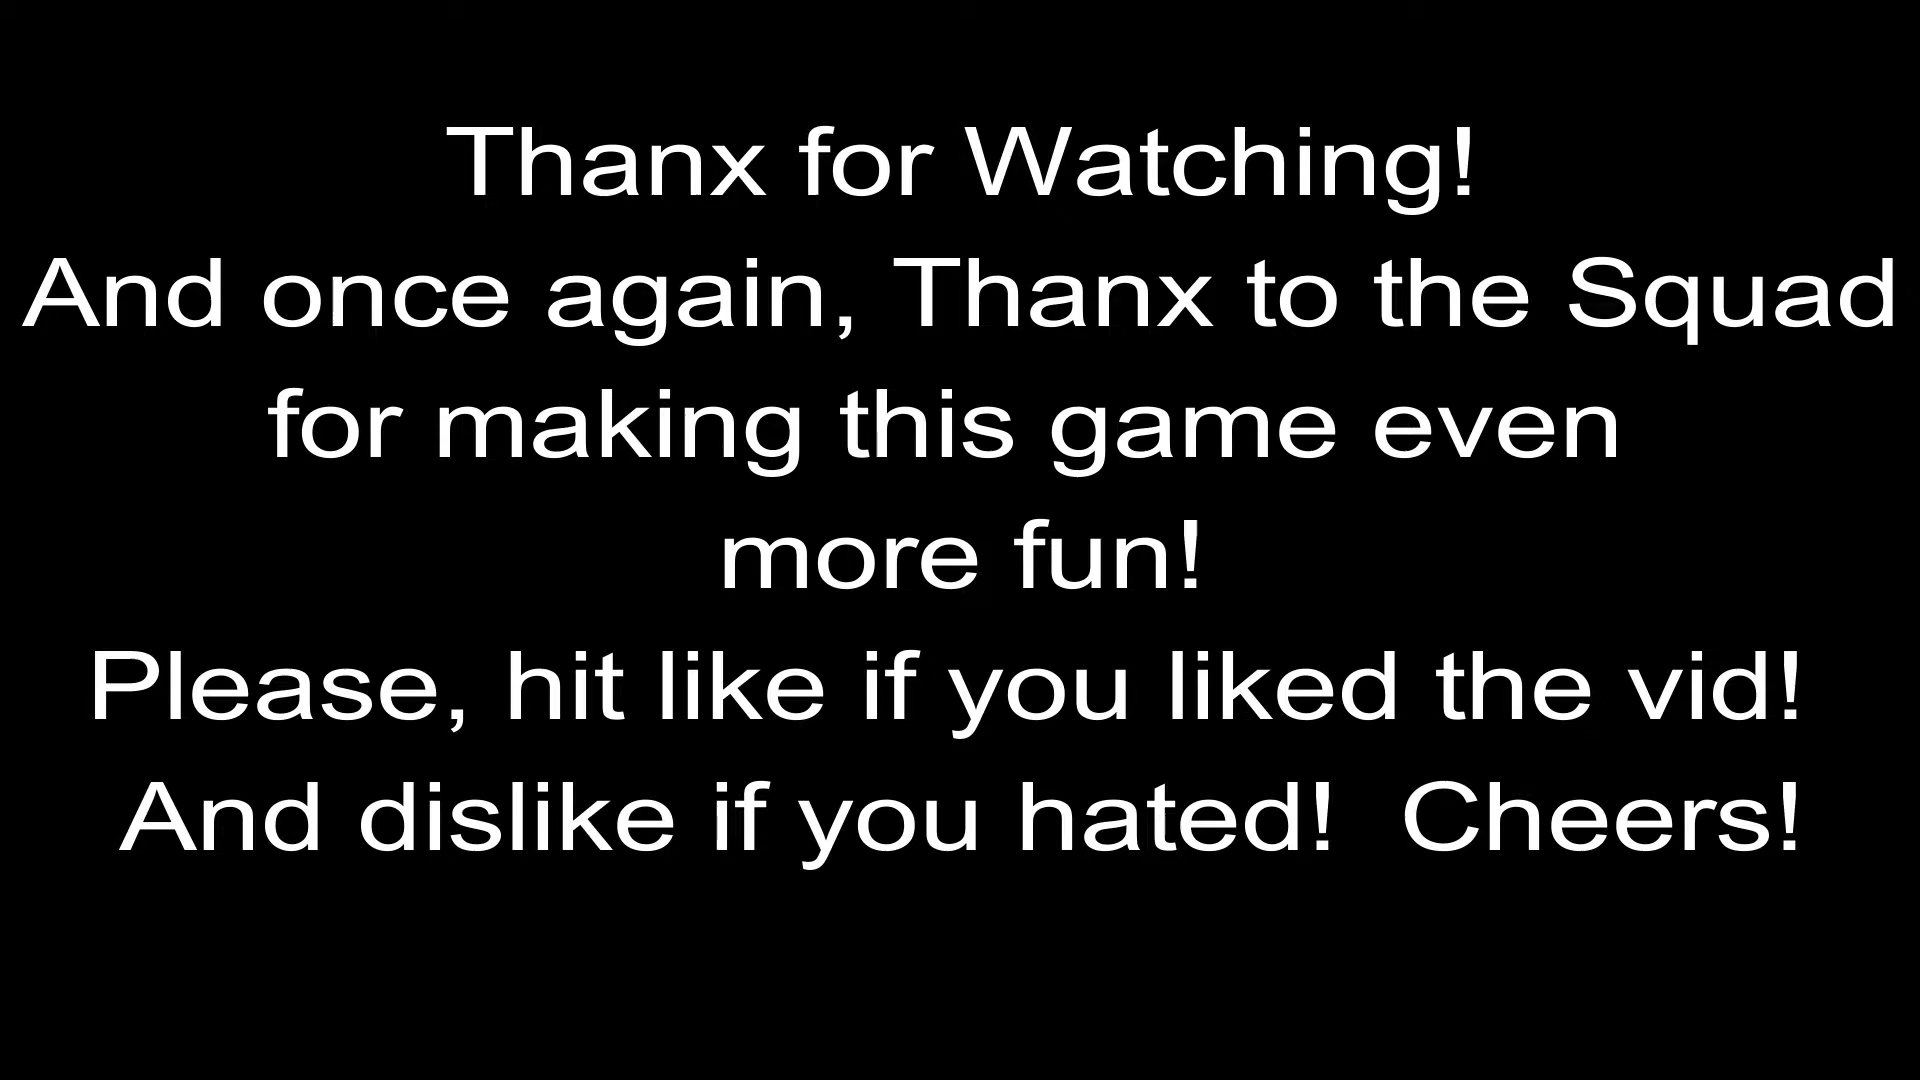 Thanx for Watching!
And once again, Thanx to the Squad
for making this game even
more fun!
Please, hit like if you liked the vid!
And dislike if you hated!  Cheers!